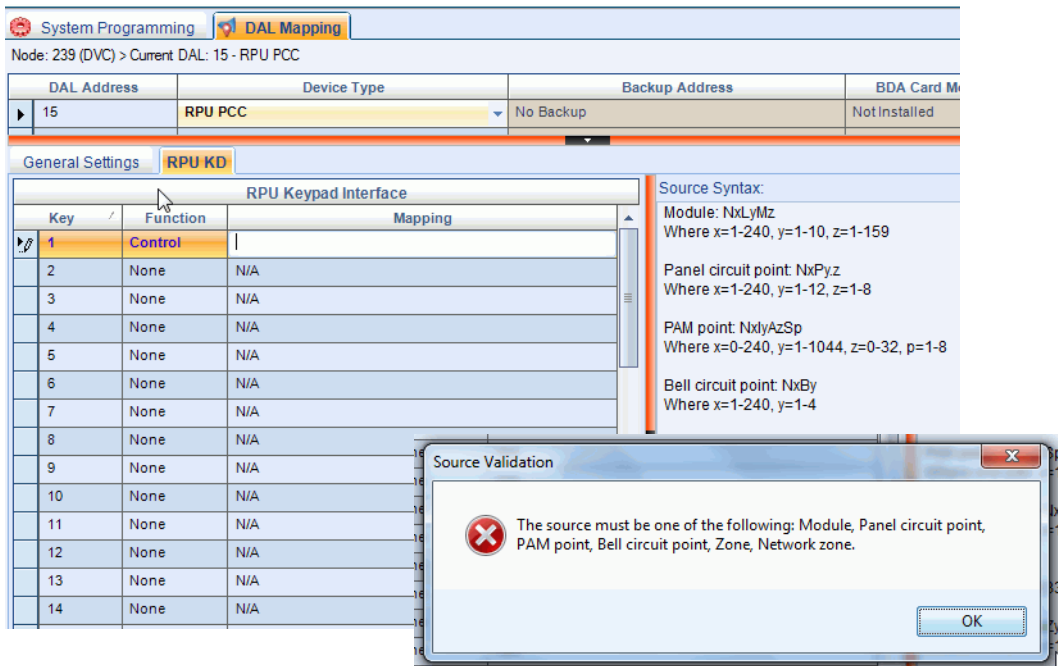 System Programming DAL Mapping
Node: 239 (DVC) > Current DAL: 15 - RPU PCC
DAL Address Device Type Backup Address BDA Card
15 RPU PCC No Backup Not Installed
General Settings RPU KD
RPU Keypad Interface
Key Function Mapping
1 Control
2 None N/A
3 None N/A
4 None N/A
5 None N/A
6 None N/A
7 None N/A
8 None N/A
9 None N/A
10 None N/A
11 None N/A
12 None N/A
13 None N/A
14 None N/A
Source Syntax:
Module: NxLyMz
Where x=1-240, y=1-10, z=1-159
Panel circuit point: NxPy.z
Where x=1-240, y=1-12, z=1-8
PAM point: NxIyAzSp
Where x=0-240, y=1-1044, z=0-32, p=1-8
Bell circuit point: NxBy
Where x=1-240, y=1-4
Source Validation
The source must be one of the following: Module, Panel circuit point,
PAM point, Bell circuit point, Zone, Network zone.
OK